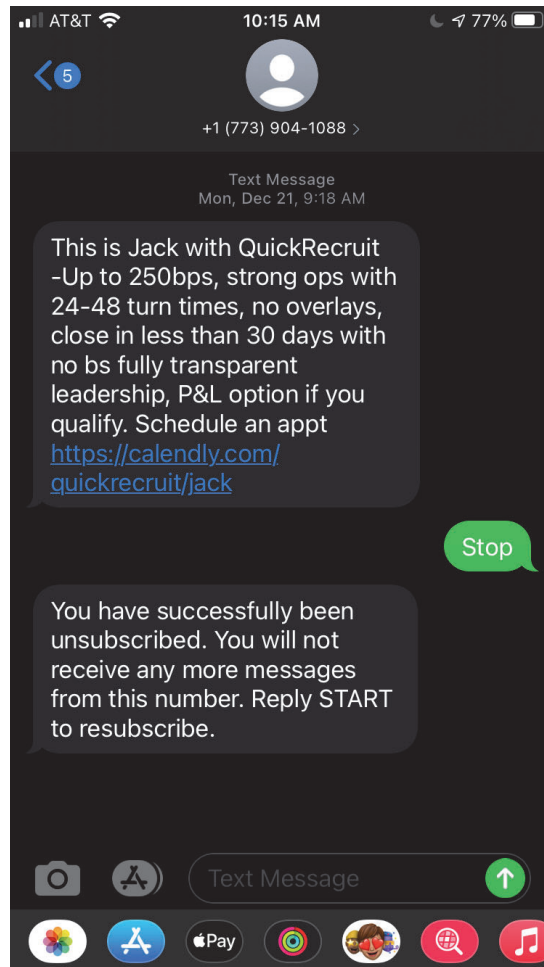 AT&T 10:15 AM 77%
5
+1 (773) 904-1088 >
Text Message
Mon, Dec 21, 9:18 AM
This is Jack with QuickRecruit
-Up to 250bps, strong ops with
24-48 turn times, no overlays,
close in less than 30 days with
no bs fully transparent
leadership, P&L option if you
qualify. Schedule an appt
https://calendly.com/
quickrecruit/jack
Stop
You have successfully been
unsubscribed. You will not
receive any more messages
from this number. Reply START
to resubscribe.
Text Message
Pay